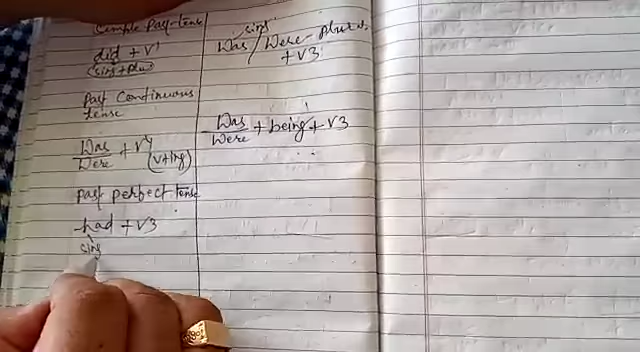 Simple Past tense
did + V1
(sing + plu)
Past Continuous
tense
Was
Were + V4
(V+ing)
Past perfect tense
had + V3
sing
sing
Was / Were - plural
+ V3
Was
Were + being + V3